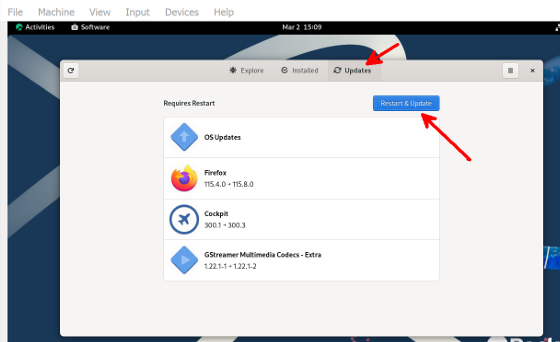 File Machine View Input Devices Help
Activities Software Mar 2 15:09
Explore Installed Updates
Requires Restart Restart & Update
OS Updates
Firefox
115.4.0 • 115.8.0
Cockpit
300.1 • 300.3
GStreamer Multimedia Codecs - Extra
1.22.1-1 • 1.22.1-2